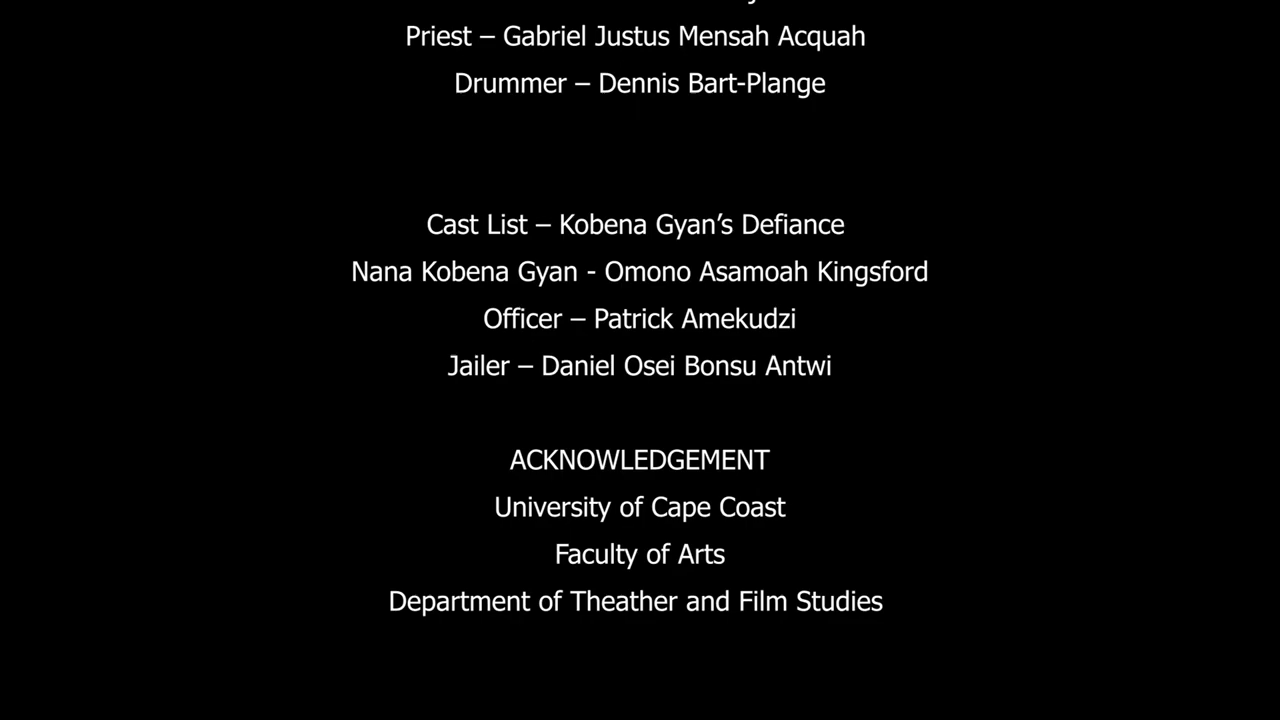 Priest – Gabriel Justus Mensah Acquah
Drummer – Dennis Bart-Plange
Cast List – Kobena Gyan’s Defiance
Nana Kobena Gyan - Omono Asamoah Kingsford
Officer – Patrick Amekudzi
Jailer – Daniel Osei Bonsu Antwi
ACKNOWLEDGEMENT
University of Cape Coast
Faculty of Arts
Department of Theather and Film Studies